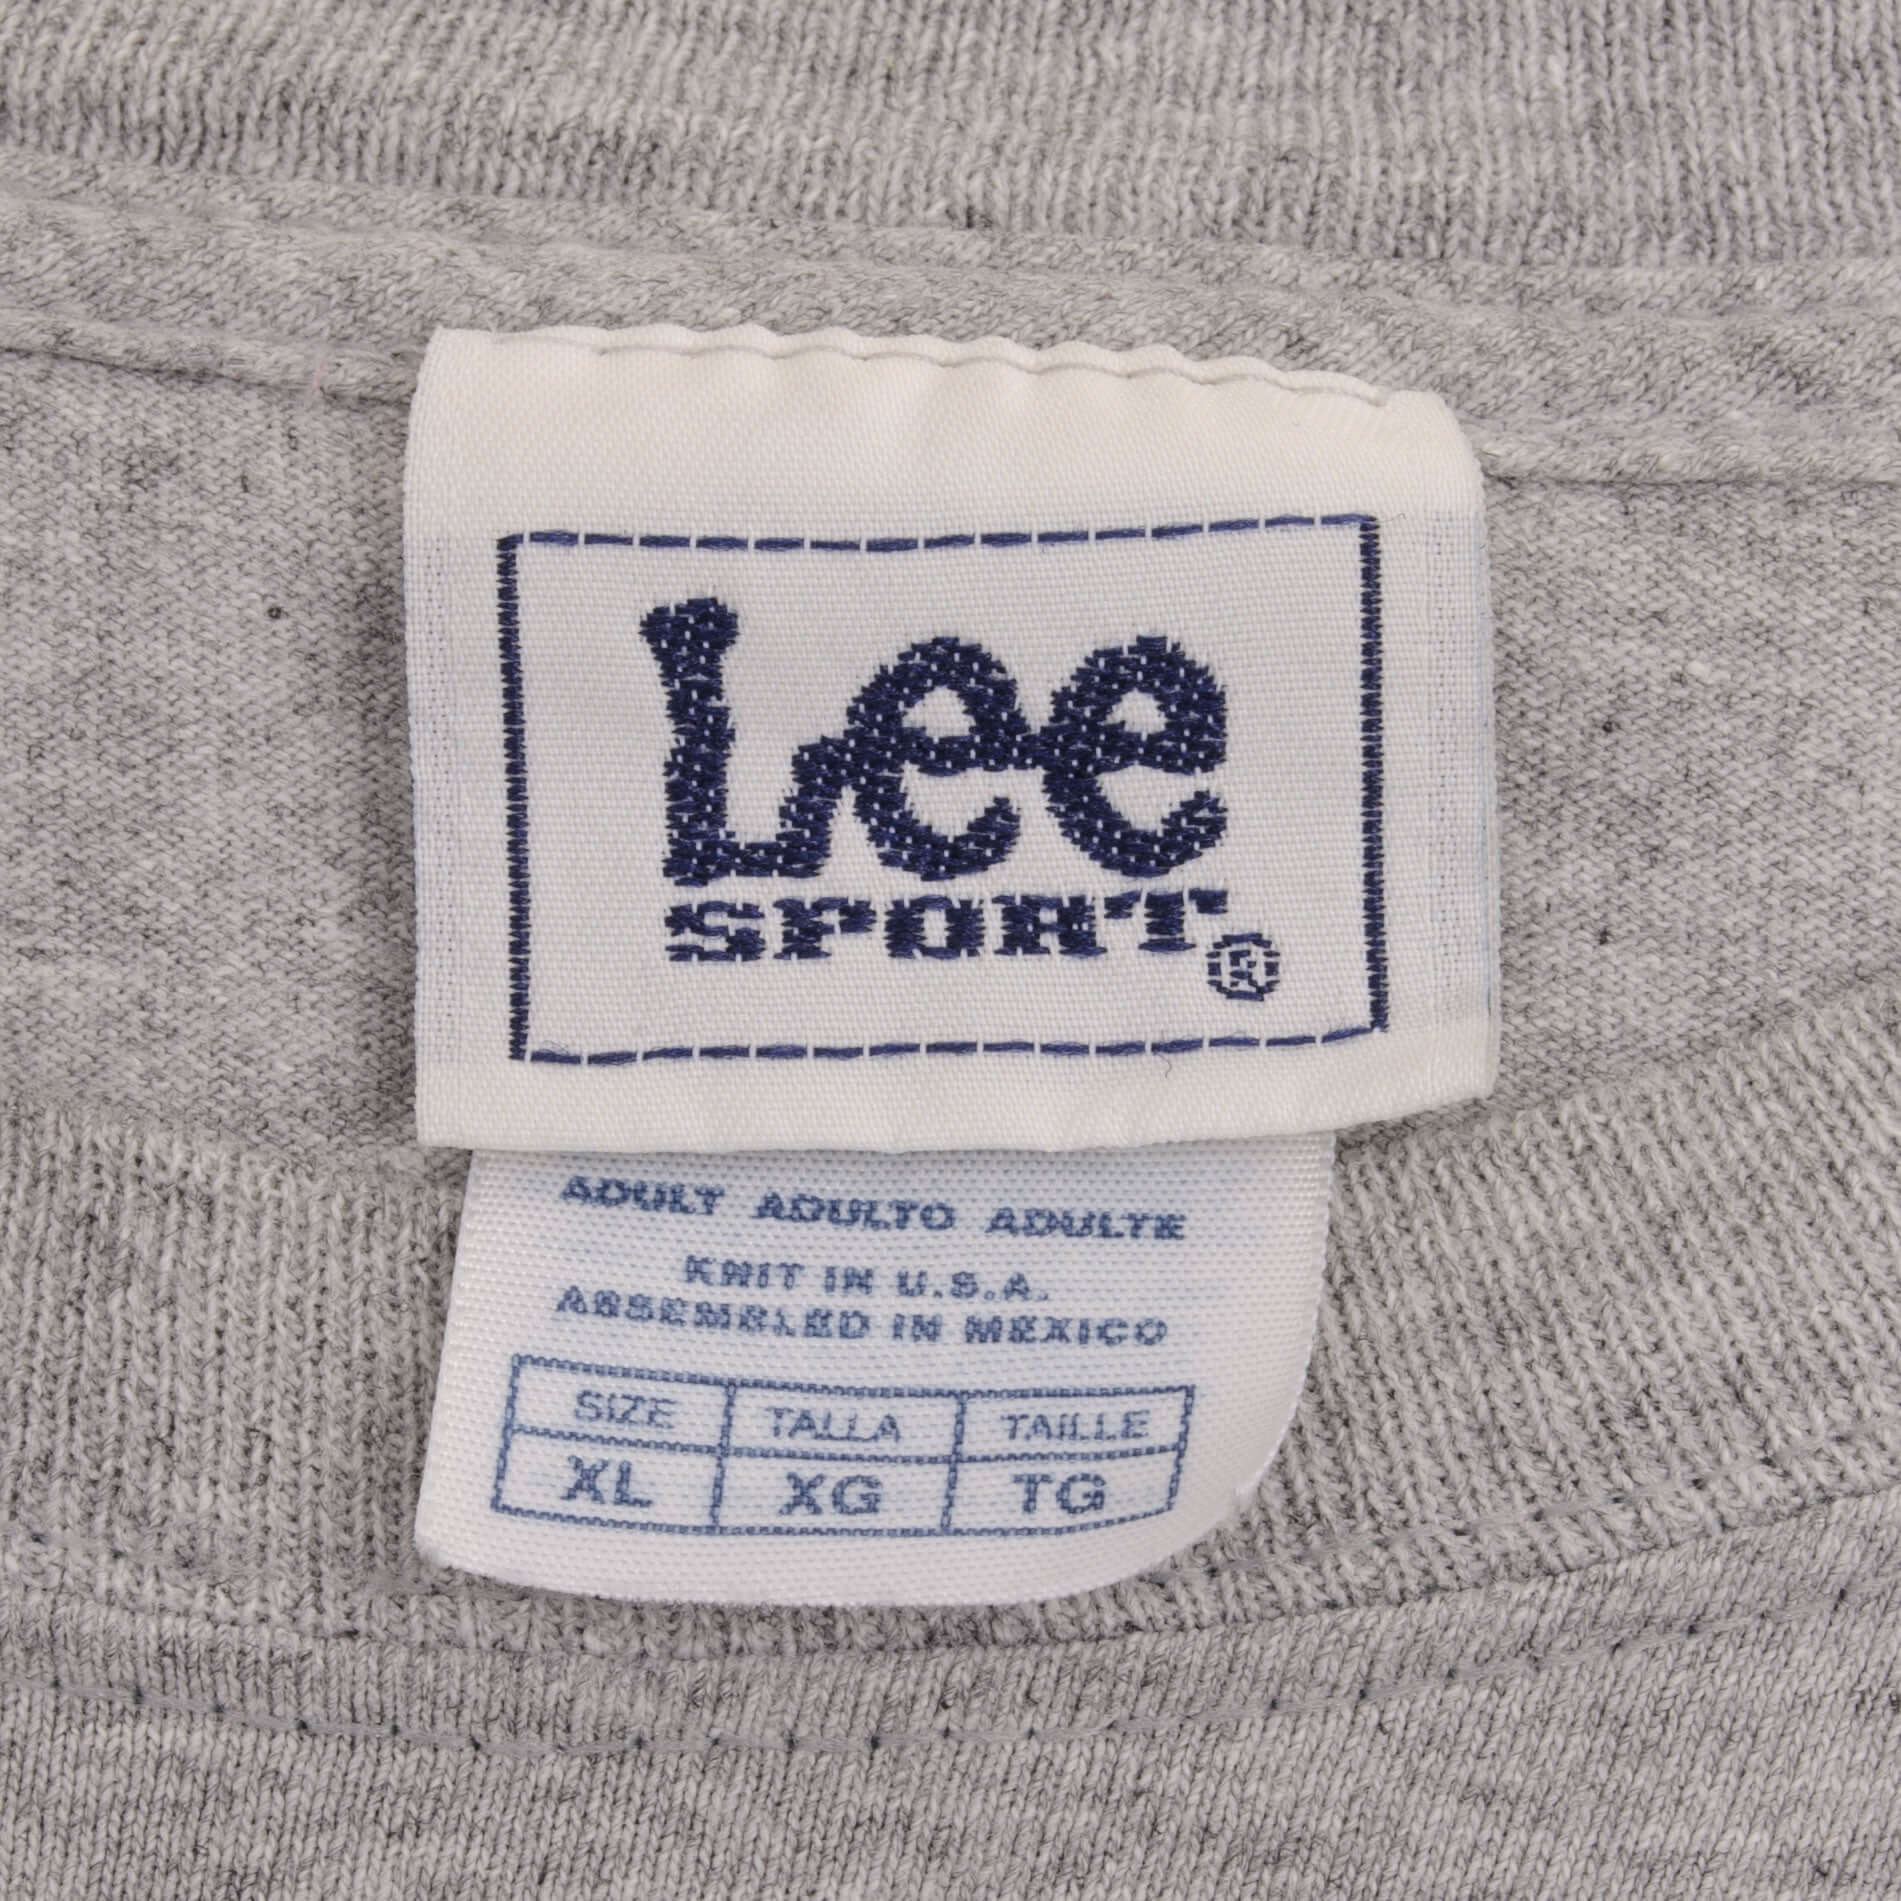 Lee
SPORT®
ADULT ADULTO ADULTE
KNIT IN U.S.A.
ASSEMBLED IN MEXICO
SIZE TALLA TAILLE
XL XG TG